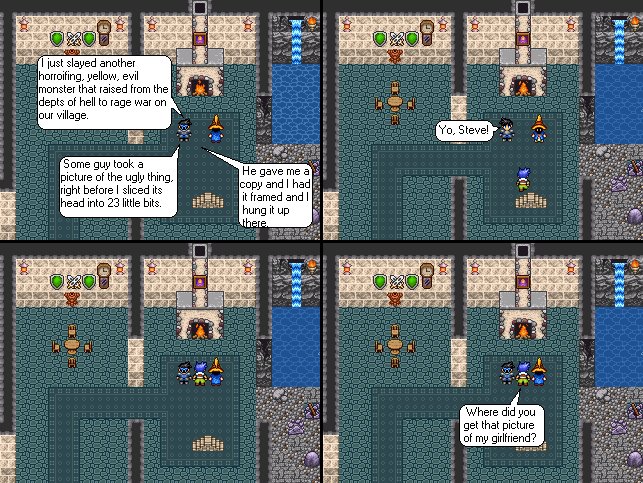 I just slayed another
horroifing, yellow, evil
monster that raised from the
depts of hell to rage war on
our village.
Some guy took a
picture of the ugly thing,
right before I sliced its
head into 23 little bits.
He gave me a
copy and I had
it framed and I
hung it up
there.
Yo, Steve!
Where did you
get that picture
of my girlfriend?